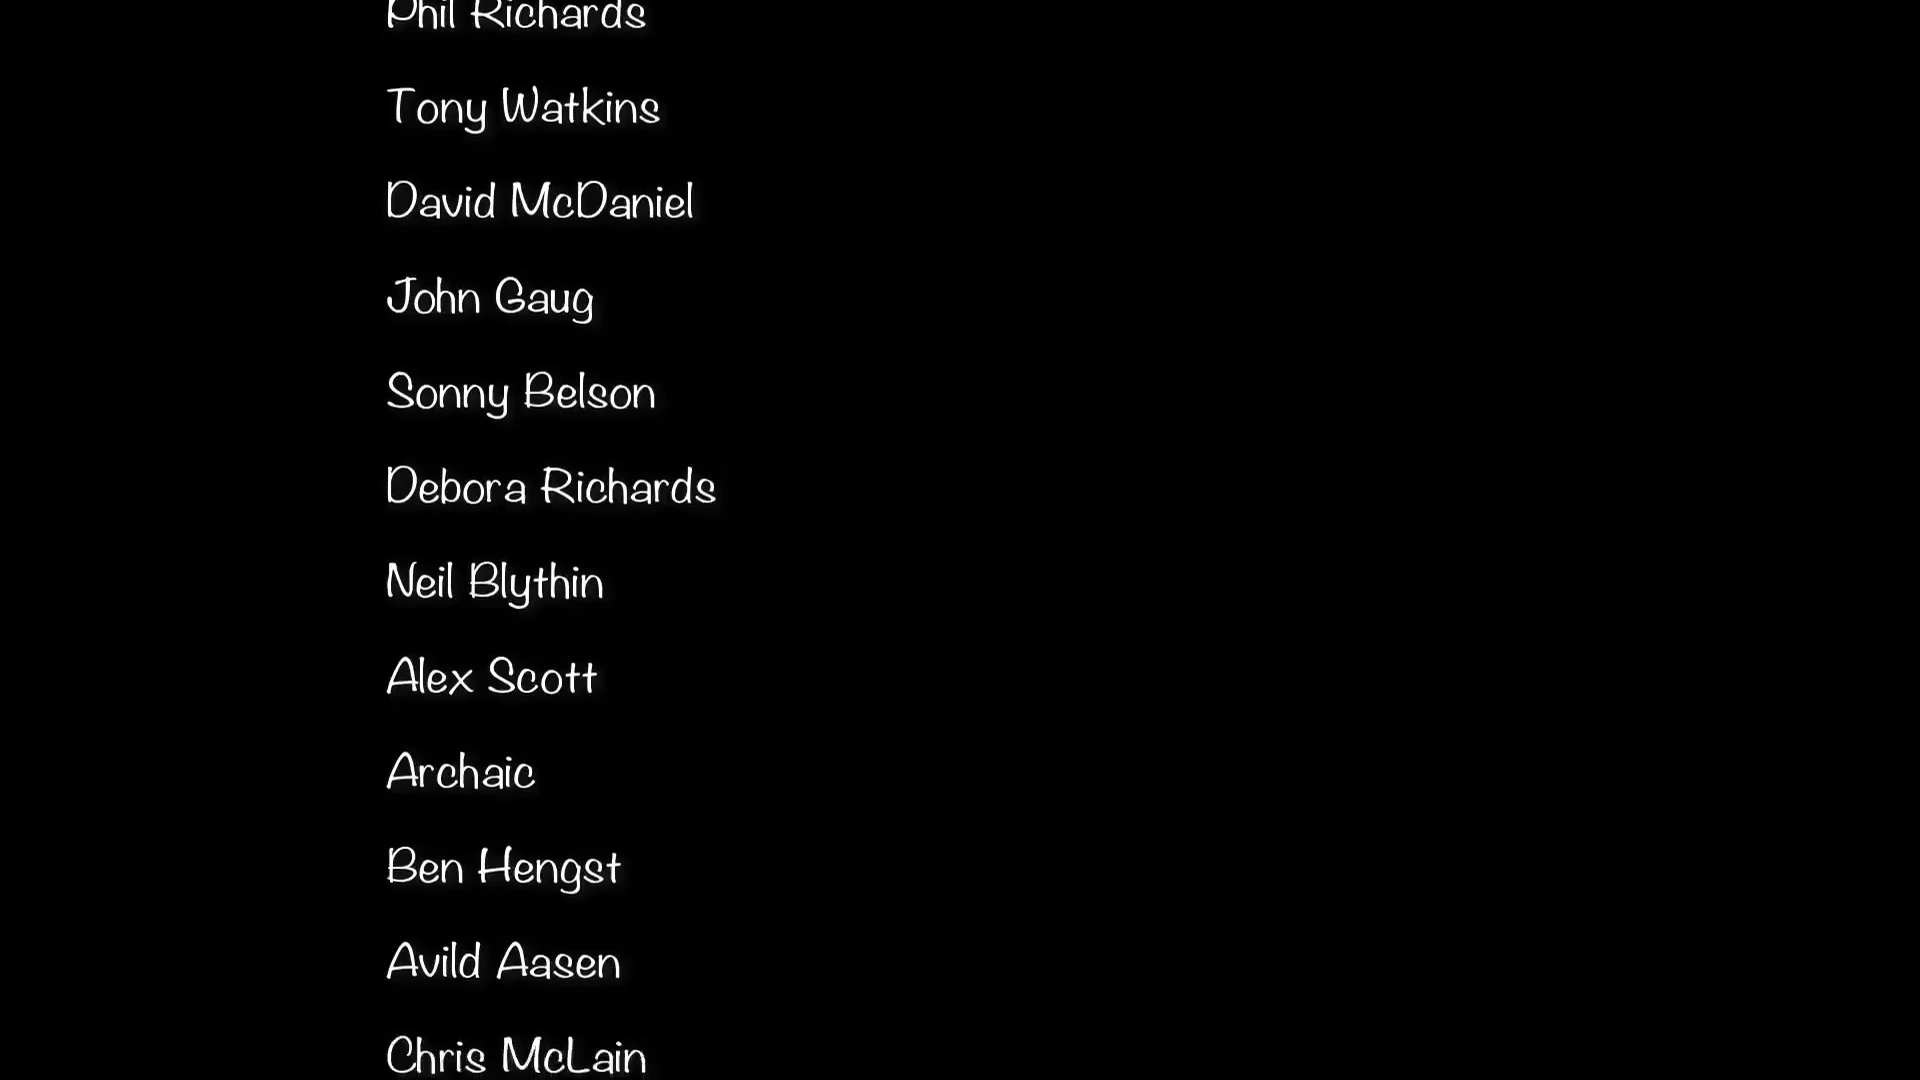 Phil Richards
Tony Watkins
David McDaniel
John Gaug
Sonny Belson
Debora Richards
Neil Blythin
Alex Scott
Archaic
Ben Hengst
Avild Aasen
Chris McLain